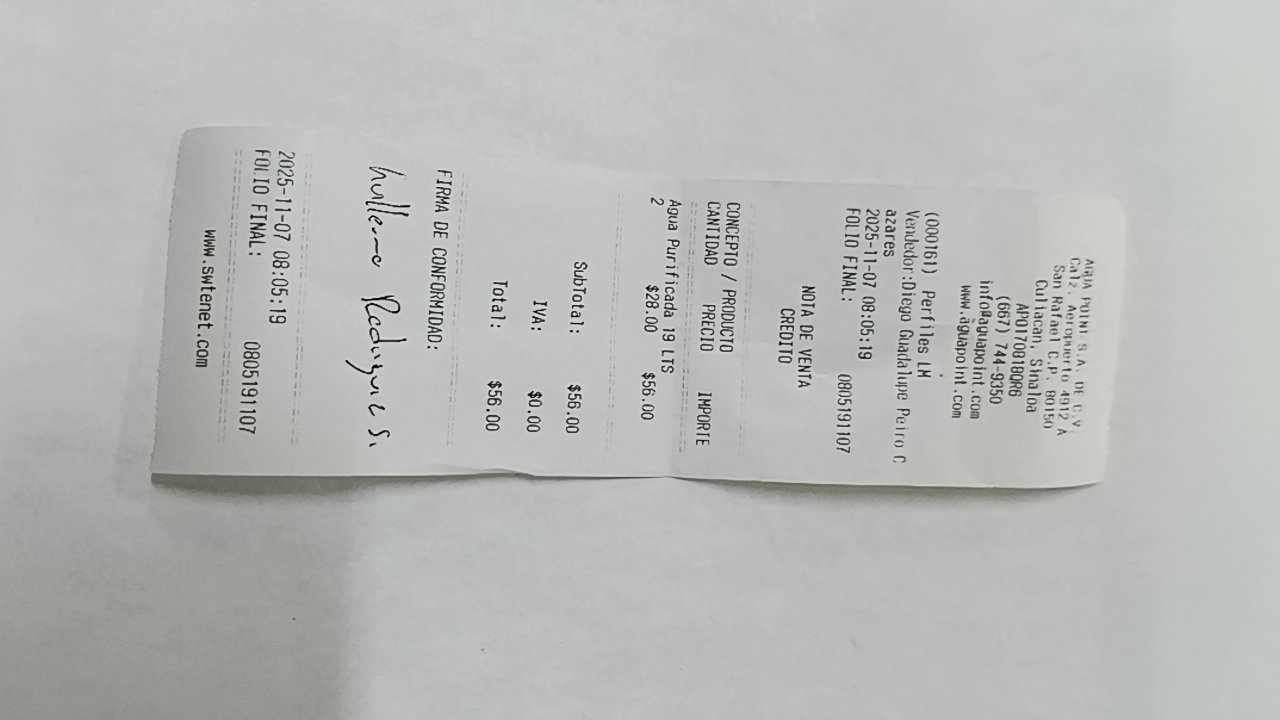 AGUA POINT S.A. DE C.V.
Calz. Aeropuerto 4912 A
San Rafael C.P. 80150
Culiacan, Sinaloa
APO1708180R6
(667) 744-9350
info@aguapoint.com
www.aguapoint.com
(000161) Perfiles LM
Vendedor:Diego Guadalupe Peiro C
azares
2025-11-07 08:05:19
FOLIO FINAL: 0805191107
NOTA DE VENTA
CREDITO
CONCEPTO / PRODUCTO
CANTIDAD PRECIO IMPORTE
Agua Purificada 19 LTS
2 $28.00 $56.00
SubTotal: $56.00
IVA: $0.00
Total: $56.00
FIRMA DE CONFORMIDAD:
2025-11-07 08:05:19
FOLIO FINAL: 0805191107
www.swtenet.com